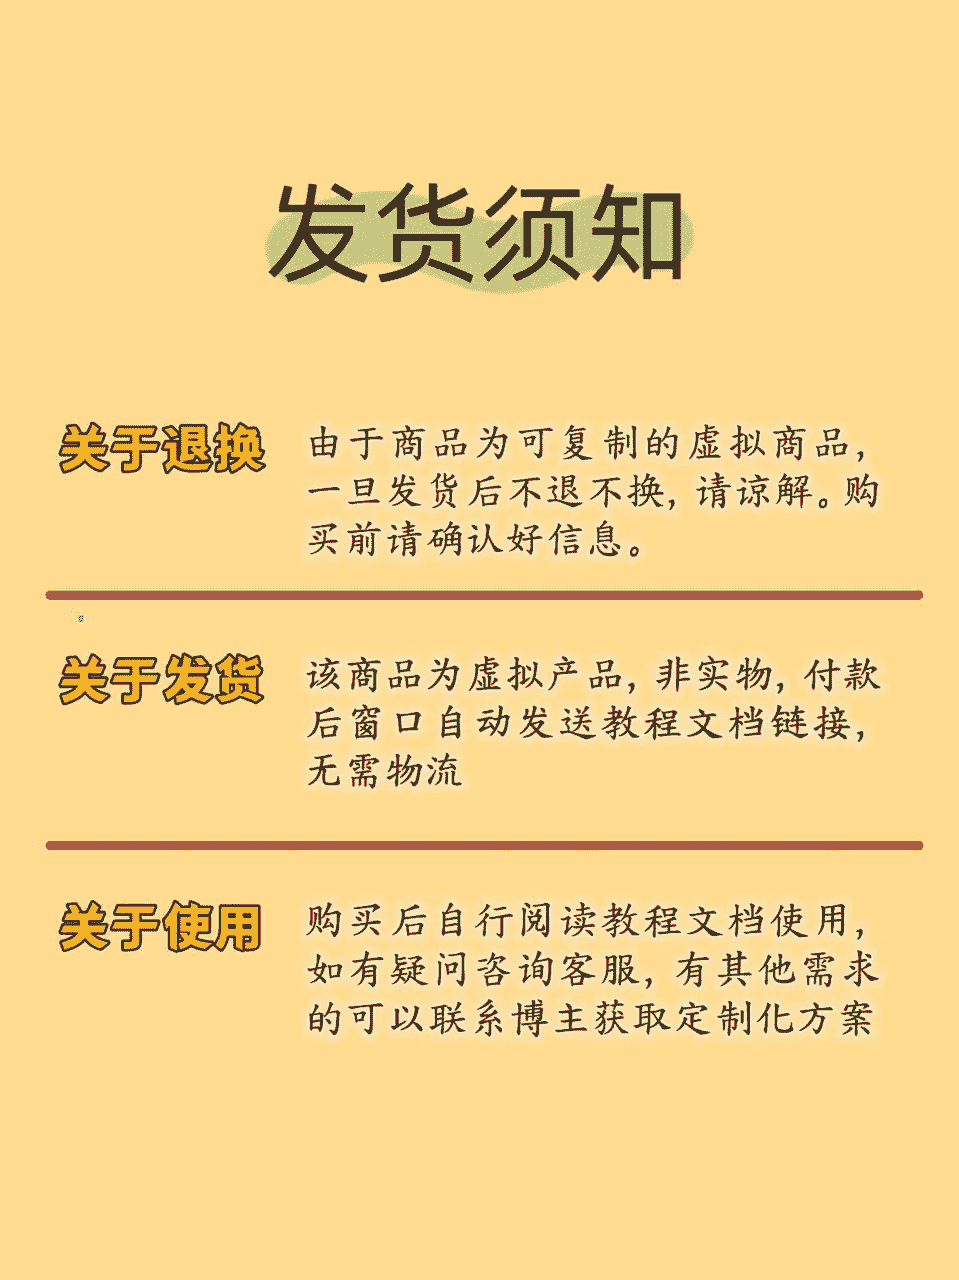 发货须知
关于退换
由于商品为可复制的虚拟商品，
一旦发货后不退不换，请谅解。购
买前请确认好信息。
关于发货
该商品为虚拟产品，非实物，付款
后窗口自动发送教程文档链接，
无需物流
关于使用
购买后自行阅读教程文档使用，
如有疑问咨询客服，有其他需求
的可以联系博主获取定制化方案